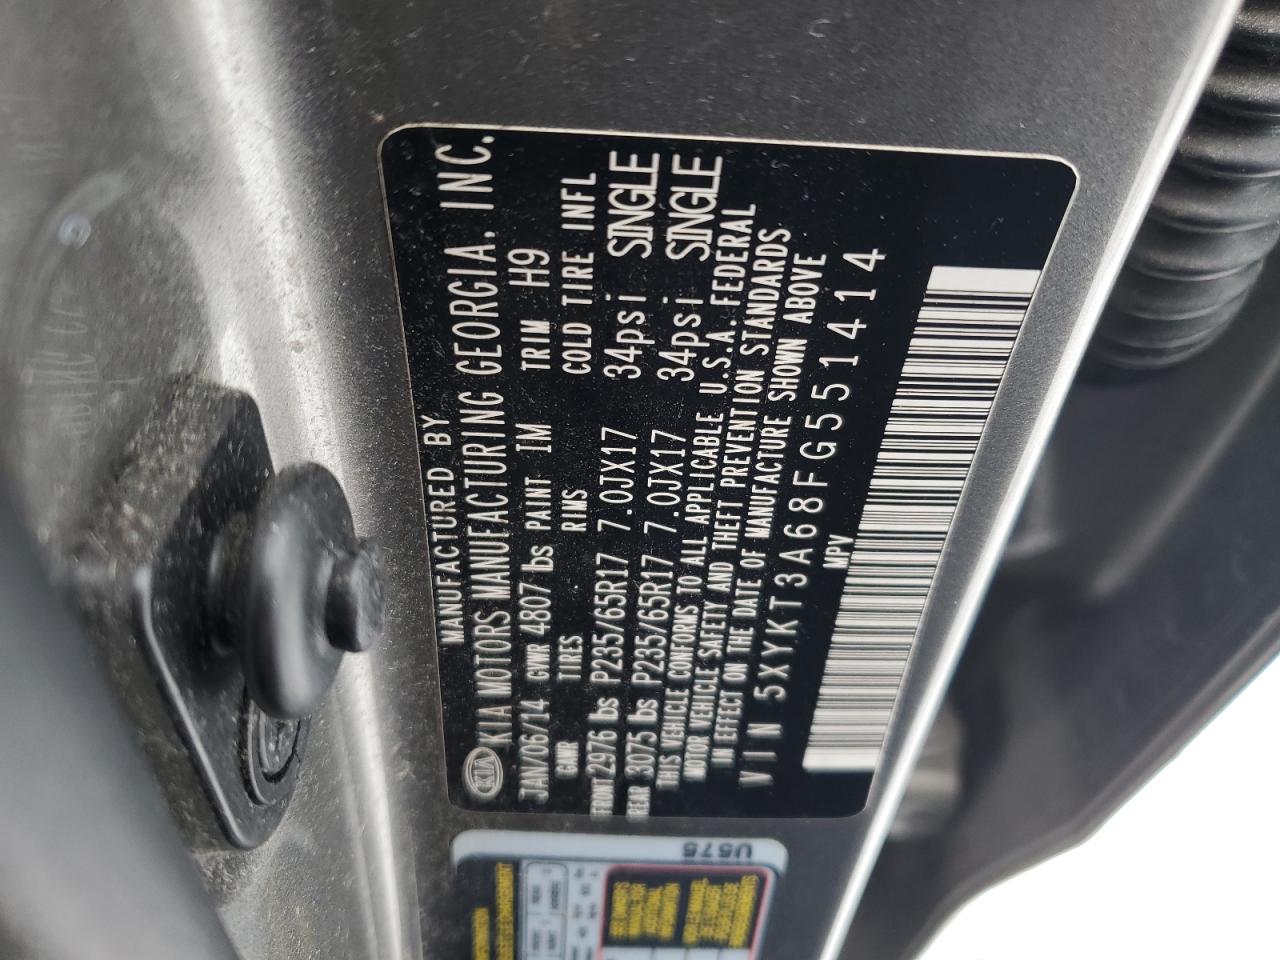 MANUFACTURED BY
KIA KIA MOTORS MANUFACTURING GEORGIA, INC.
JAN/06/14 GVWR 4807 lbs PAINT IM TRIM H9
GAWR TIRES RIMS COLD TIRE INFL
FRONT 2976 lbs P235/65R17 7.0JX17 34psi SINGLE
REAR 3075 lbs P235/65R17 7.0JX17 34psi SINGLE
THIS VEHICLE CONFORMS TO ALL APPLICABLE U.S.A. FEDERAL
MOTOR VEHICLE SAFETY AND THEFT PREVENTION STANDARDS
IN EFFECT ON THE DATE OF MANUFACTURE SHOWN ABOVE
VIN 5XYKT3A68FG551414
MPV
U575